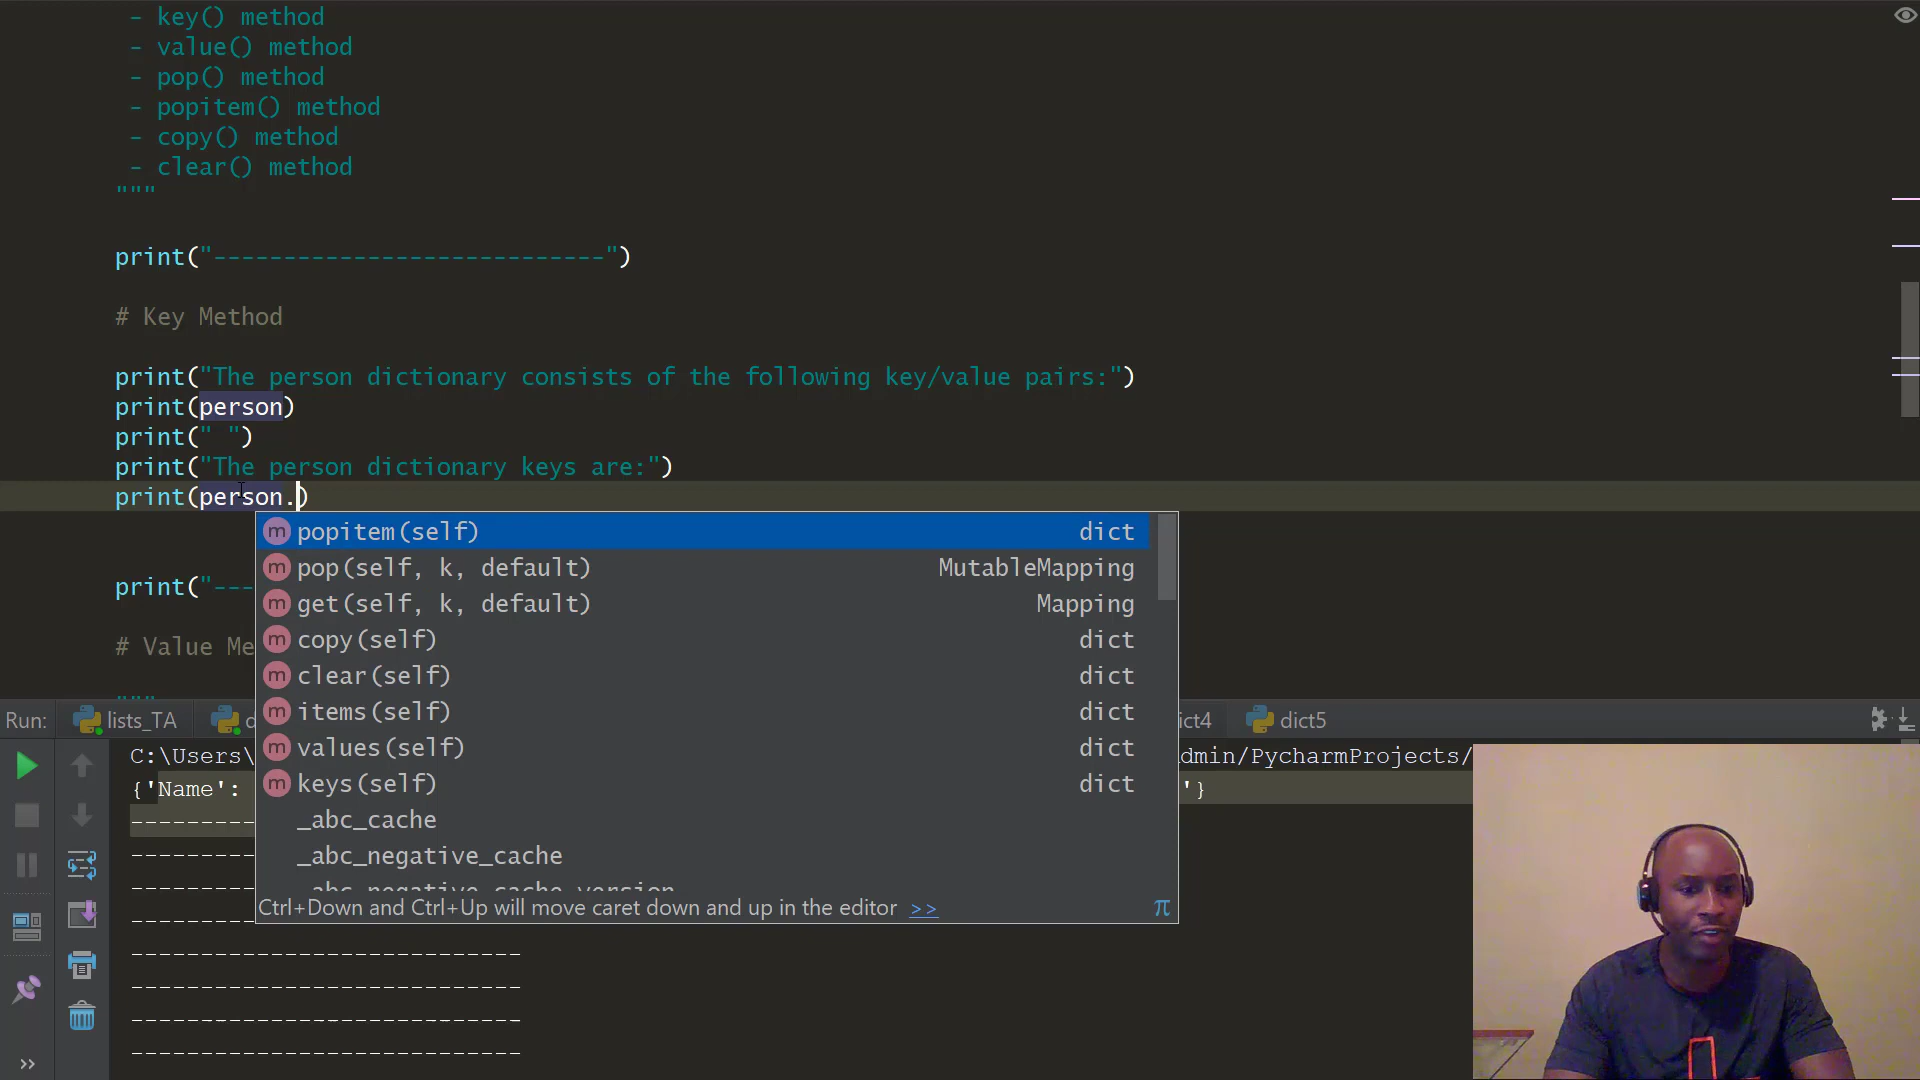 - key() method
- value() method
- pop() method
- popitem() method
- copy() method
- clear() method
"""
print("----------------------------")
# Key Method
print("The person dictionary consists of the following key/value pairs:")
print(person)
print(" ")
print("The person dictionary keys are:")
print(person.)
popitem(self) dict
pop(self, k, default) MutableMapping
get(self, k, default) Mapping
copy(self) dict
clear(self) dict
items(self) dict
values(self) dict
keys(self) dict
_abc_cache
_abc_negative_cache
_abc_negative_cache_version
Ctrl+Down and Ctrl+Up will move caret down and up in the editor >> π
print("---
# Value Me
"""
Run: lists_TA d ict4 dict5
C:\Users\ dmin/PycharmProjects/
{'Name': '}
---------
---------
---------
---------
----------------------------
----------------------------
----------------------------
----------------------------
>>